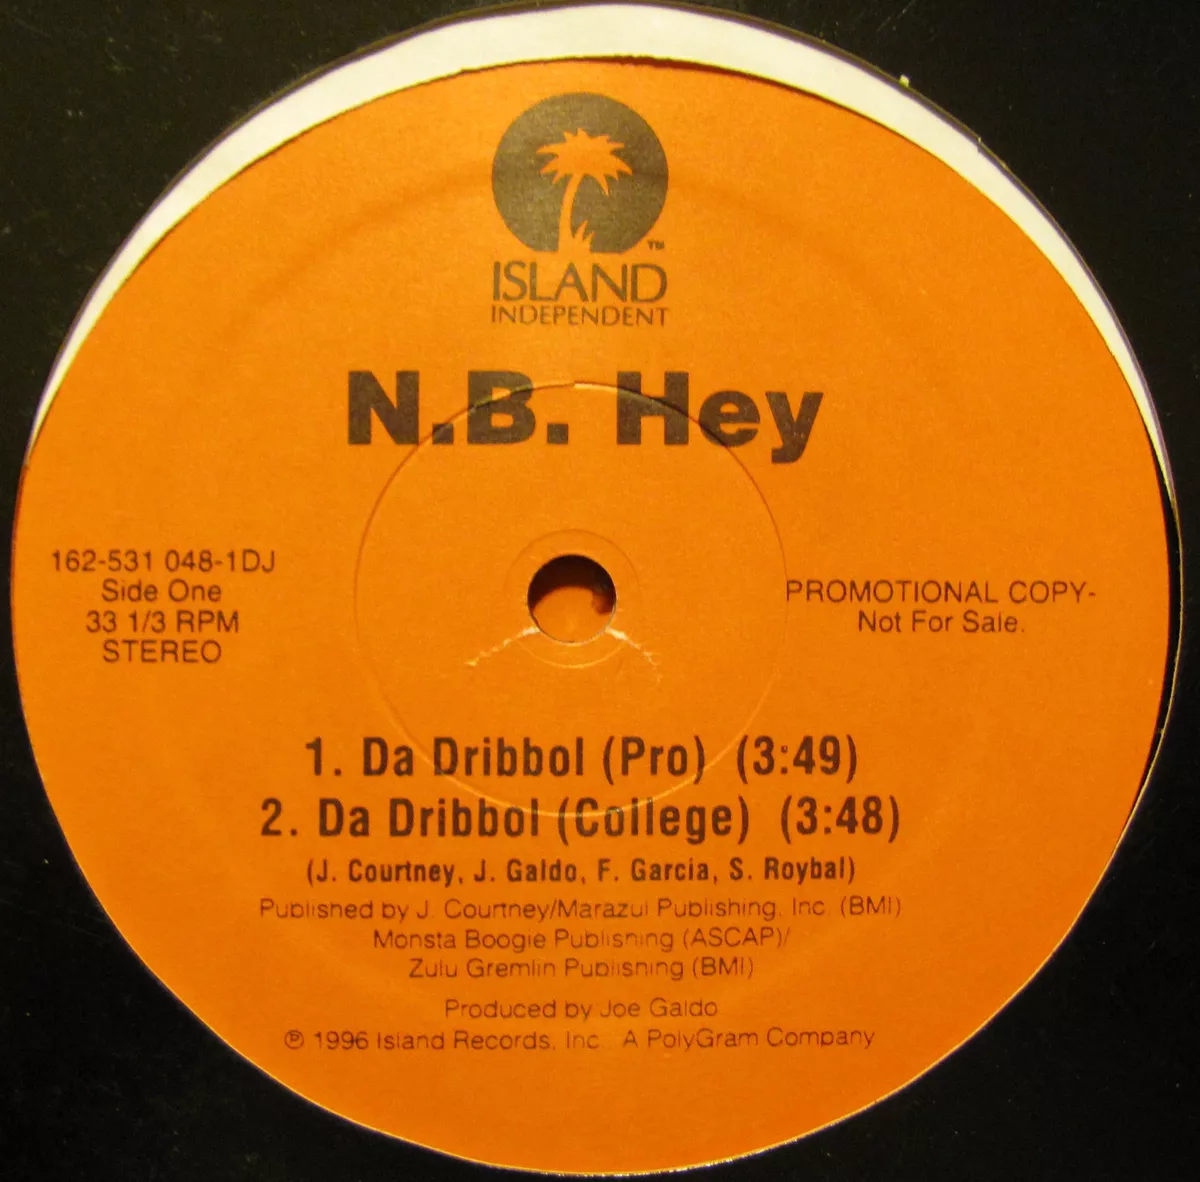 TM
ISLAND
INDEPENDENT
N.B. Hey
162-531 048-1DJ
Side One
33 1/3 RPM
STEREO
PROMOTIONAL COPY-
Not For Sale.
1. Da Dribbol (Pro) (3:49)
2. Da Dribbol (College) (3:48)
(J. Courtney, J. Galdo, F. Garcia, S. Roybal)
Published by J. Courtney/Marazul Publishing, Inc. (BMI)
Monsta Boogie Publishing (ASCAP)/
Zulu Gremlin Publishing (BMI)
Produced by Joe Galdo
℗ 1996 Island Records, Inc. A PolyGram Company